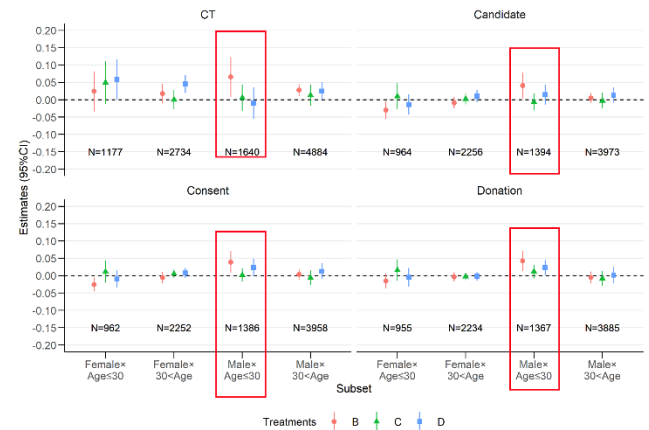 CT
Candidate
0.20
0.15
0.10
0.05
0.00
-0.05
-0.10
-0.15
-0.20
N=1177 N=2734 N=1640 N=4884
N=964 N=2256 N=1394 N=3973
Estimates (95%CI)
Consent
Donation
0.20
0.15
0.10
0.05
0.00
-0.05
-0.10
-0.15
-0.20
N=962 N=2252 N=1386 N=3958
N=955 N=2234 N=1367 N=3885
Female× Female× Male× Male×
Age≤30 30<Age Age≤30 30<Age
Female× Female× Male× Male×
Age≤30 30<Age Age≤30 30<Age
Subset
Treatments B C D